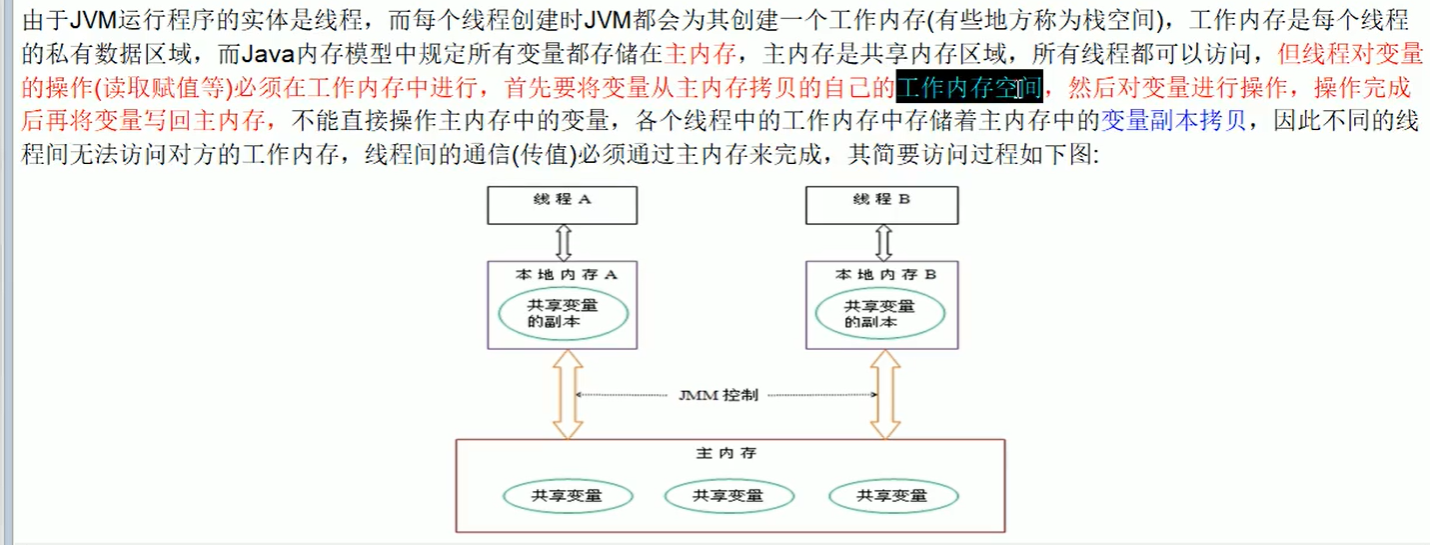 由于JVM运行程序的实体是线程，而每个线程创建时JVM都会为其创建一个工作内存(有些地方称为栈空间)，工作内存是每个线程
的私有数据区域，而Java内存模型中规定所有变量都存储在主内存，主内存是共享内存区域，所有线程都可以访问，但线程对变量
的操作(读取赋值等)必须在工作内存中进行，首先要将变量从主内存拷贝的自己的工作内存空间，然后对变量进行操作，操作完成
后再将变量写回主内存，不能直接操作主内存中的变量，各个线程中的工作内存中存储着主内存中的变量副本拷贝，因此不同的线
程间无法访问对方的工作内存，线程间的通信(传值)必须通过主内存来完成，其简要访问过程如下图:
线程 A
线程 B
本地内存 A
本地内存 B
共享变量
的副本
共享变量
的副本
JMM 控制
主内存
共享变量
共享变量
共享变量